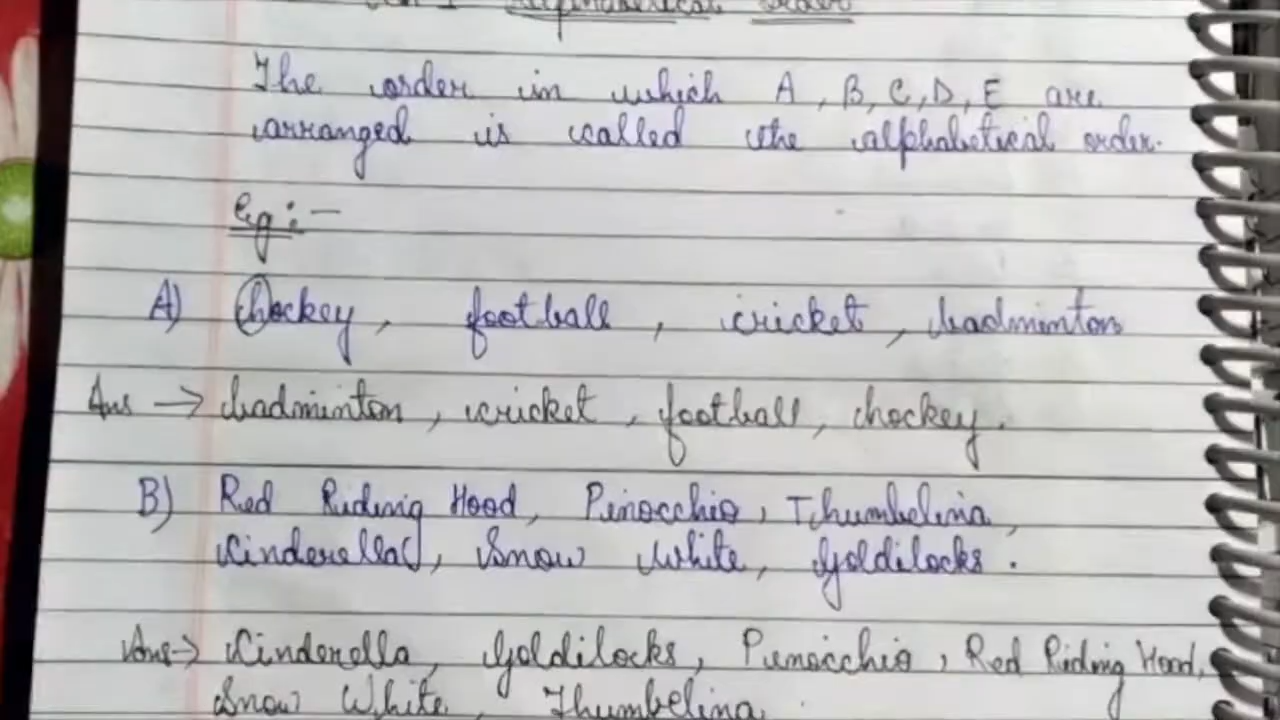 Alphabetical order
The order in which A, B, C, D, E are
arranged is called the alphabetical order.
eg :-
A) hockey, football, cricket, badminton
Ans → badminton, cricket, football, hockey.
B) Red Riding Hood, Pinocchio, Thumbelina,
Cinderella, Snow White, Goldilocks.
Ans → Cinderella, Goldilocks, Pinocchio, Red Riding Hood,
Snow White, Thumbelina.